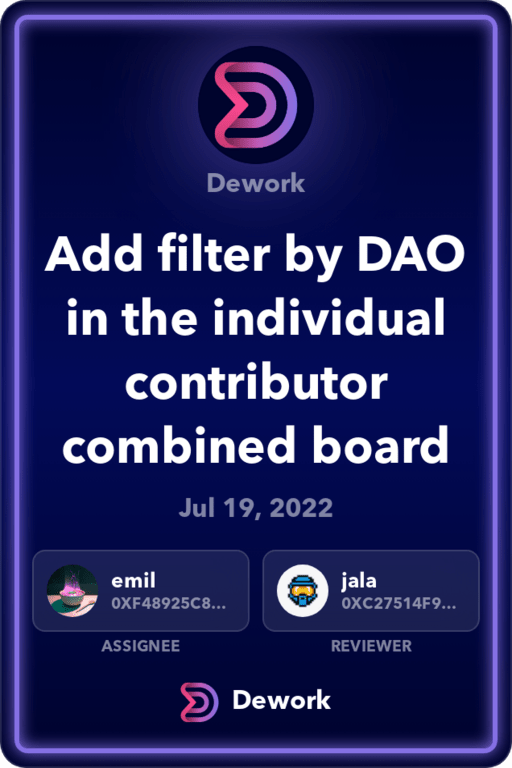 Dework
Add filter by DAO
in the individual
contributor
combined board
Jul 19, 2022
emil
0XF48925C8...
ASSIGNEE
jala
0XC27514F9...
REVIEWER
Dework